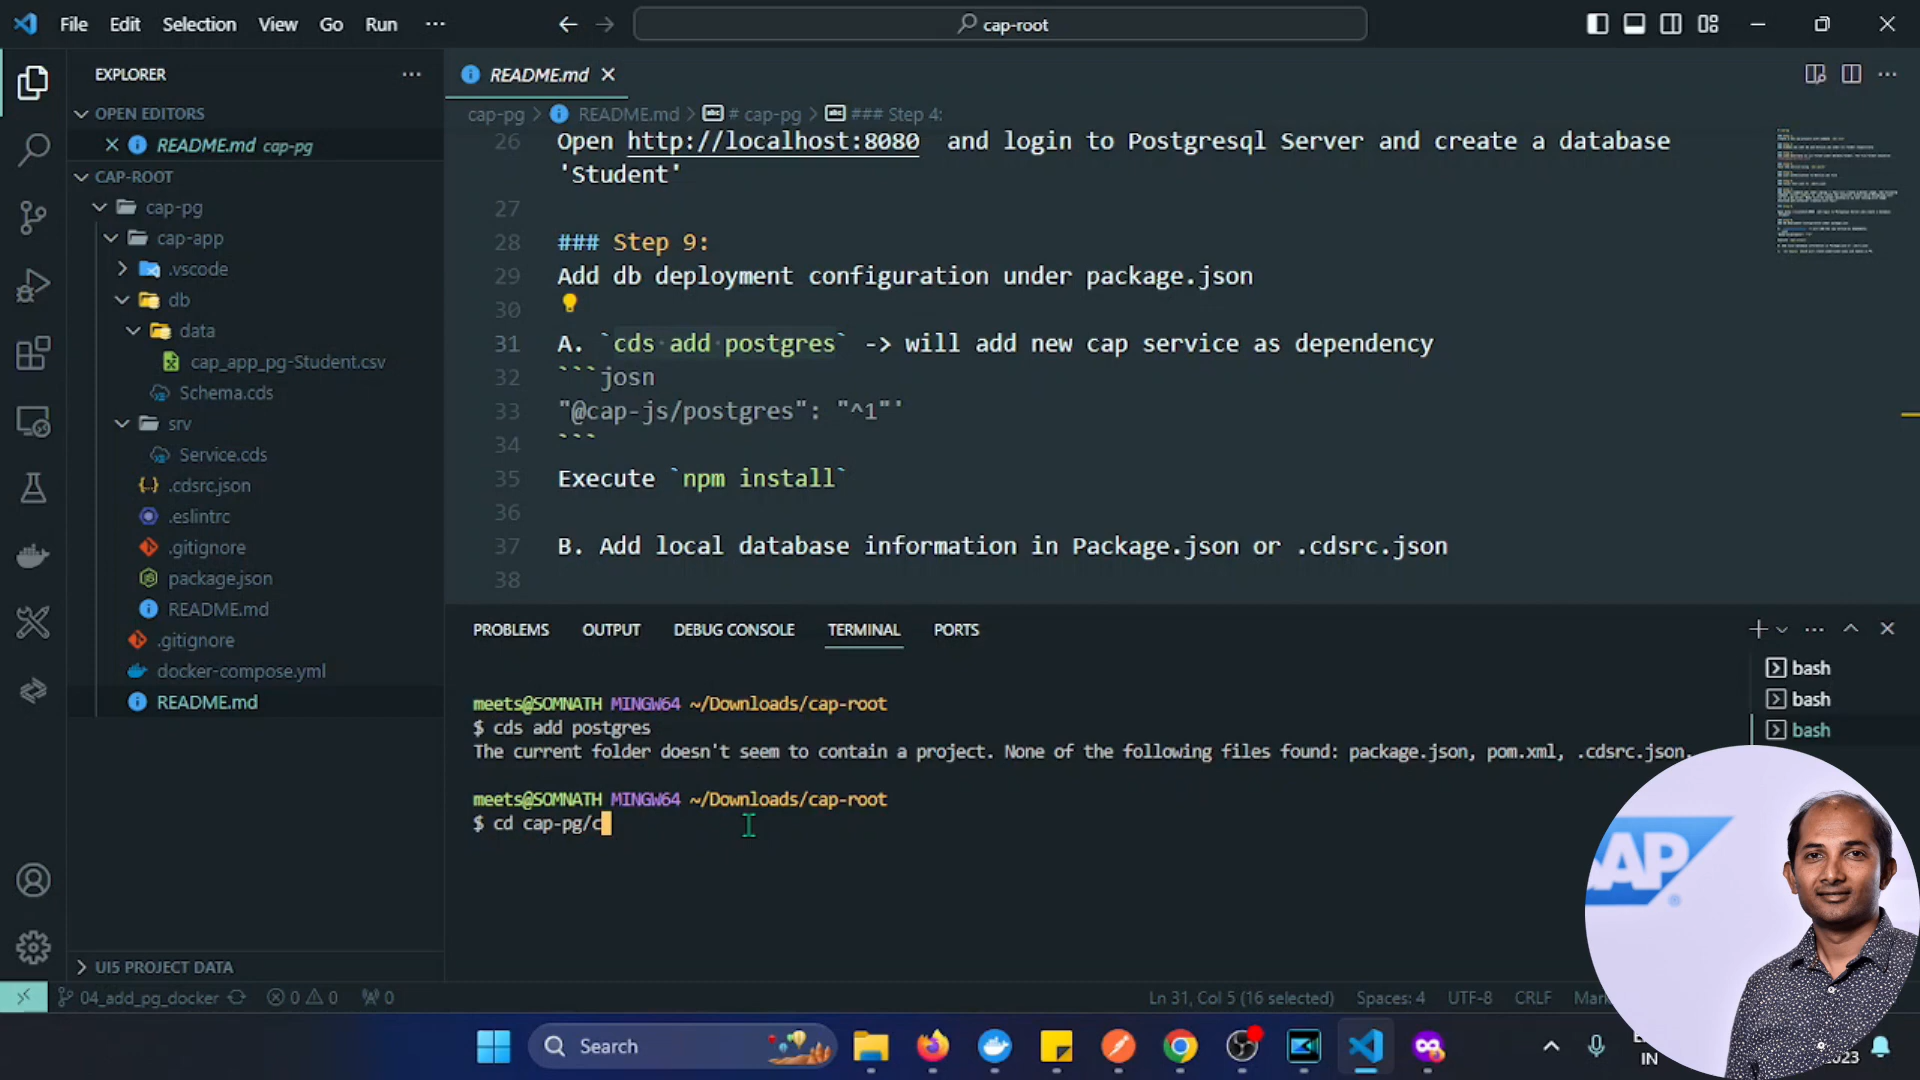 File Edit Selection View Go Run ···
cap-root
EXPLORER
OPEN EDITORS
README.md cap-pg
CAP-ROOT
cap-pg
cap-app
.vscode
db
data
cap_app_pg-Student.csv
Schema.cds
srv
Service.cds
.cdsrc.json
.eslintrc
.gitignore
package.json
README.md
.gitignore
docker-compose.yml
README.md
UI5 PROJECT DATA
README.md
cap-pg > README.md > # cap-pg > ### Step 4:
26 Open http://localhost:8080 and login to Postgresql Server and create a database
'Student'
27
28 ### Step 9:
29 Add db deployment configuration under package.json
30
31 A. `cds add postgres` -> will add new cap service as dependency
32 ```josn
33 "@cap-js/postgres": "^1"'
34 ```
35 Execute `npm install`
36
37 B. Add local database information in Package.json or .cdsrc.json
38
PROBLEMS OUTPUT DEBUG CONSOLE TERMINAL PORTS
meets@SOMNATH MINGW64 ~/Downloads/cap-root
$ cds add postgres
The current folder doesn't seem to contain a project. None of the following files found: package.json, pom.xml, .cdsrc.json.
meets@SOMNATH MINGW64 ~/Downloads/cap-root
$ cd cap-pg/c
bash
bash
bash
AP
04_add_pg_docker 0 0 0
Ln 31, Col 5 (16 selected) Spaces: 4 UTF-8 CRLF
Search
IN
2023